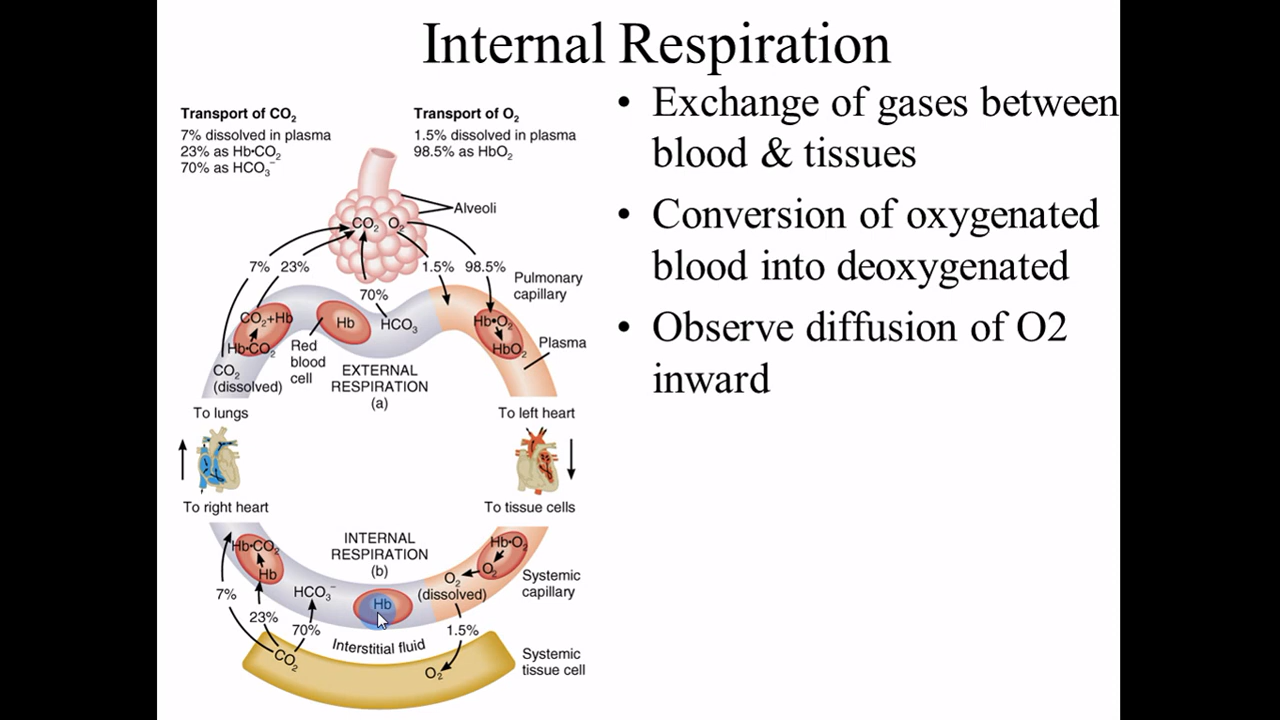 Internal Respiration
Transport of CO₂
7% dissolved in plasma
23% as Hb•CO₂
70% as HCO₃⁻
Transport of O₂
1.5% dissolved in plasma
98.5% as HbO₂
• Exchange of gases between
blood & tissues
• Conversion of oxygenated
blood into deoxygenated
• Observe diffusion of O2
inward
Alveoli
CO₂ O₂
7% 23%
70%
1.5% 98.5%
Pulmonary
capillary
CO₂+Hb
Hb
HCO₃
Hb•O₂
Hb•CO₂
HbO₂
Plasma
Red
blood
cell
CO₂
(dissolved)
EXTERNAL
RESPIRATION
(a)
To lungs
To left heart
To right heart
To tissue cells
INTERNAL
RESPIRATION
(b)
Hb•CO₂
Hb
Hb•O₂
O₂
O₂
(dissolved)
Systemic
capillary
HCO₃⁻
Hb
7%
23%
70%
1.5%
Interstitial fluid
CO₂
O₂
Systemic
tissue cell